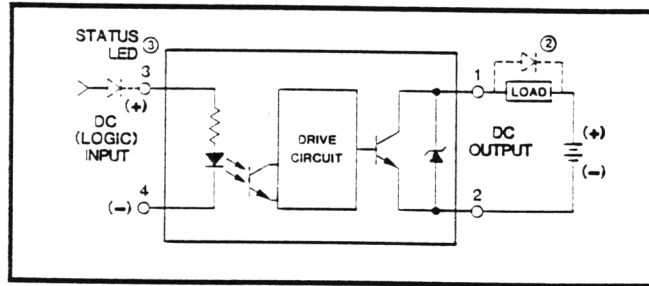 STATUS
LED ③
3
(+)
DC
(LOGIC)
INPUT
4
(−)
DRIVE
CIRCUIT
1
②
LOAD
DC
OUTPUT
(+)
(−)
2